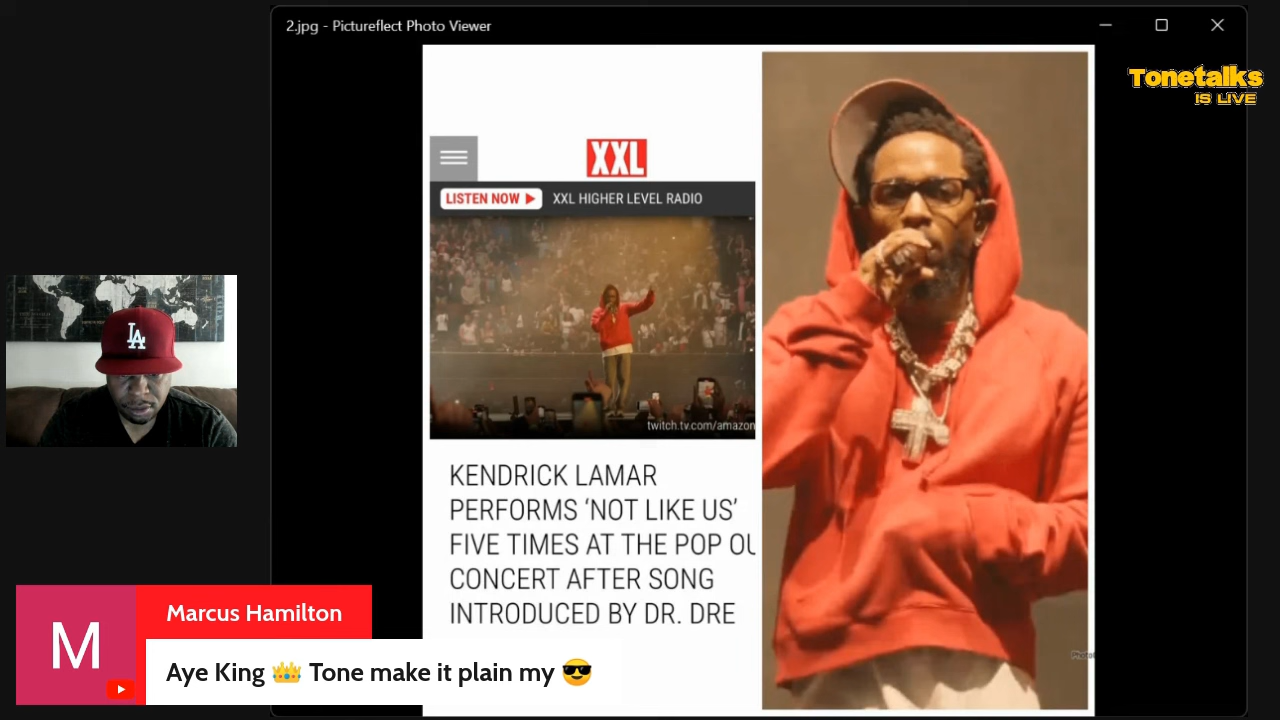 2.jpg - Pictureflect Photo Viewer
Tonetalks
IS LIVE
XXL
LISTEN NOW
XXL HIGHER LEVEL RADIO
LA
twitch.tv.com/amazon
KENDRICK LAMAR
PERFORMS ‘NOT LIKE US’
FIVE TIMES AT THE POP OU
CONCERT AFTER SONG
INTRODUCED BY DR. DRE
M
Marcus Hamilton
Aye King 👑 Tone make it plain my 😎